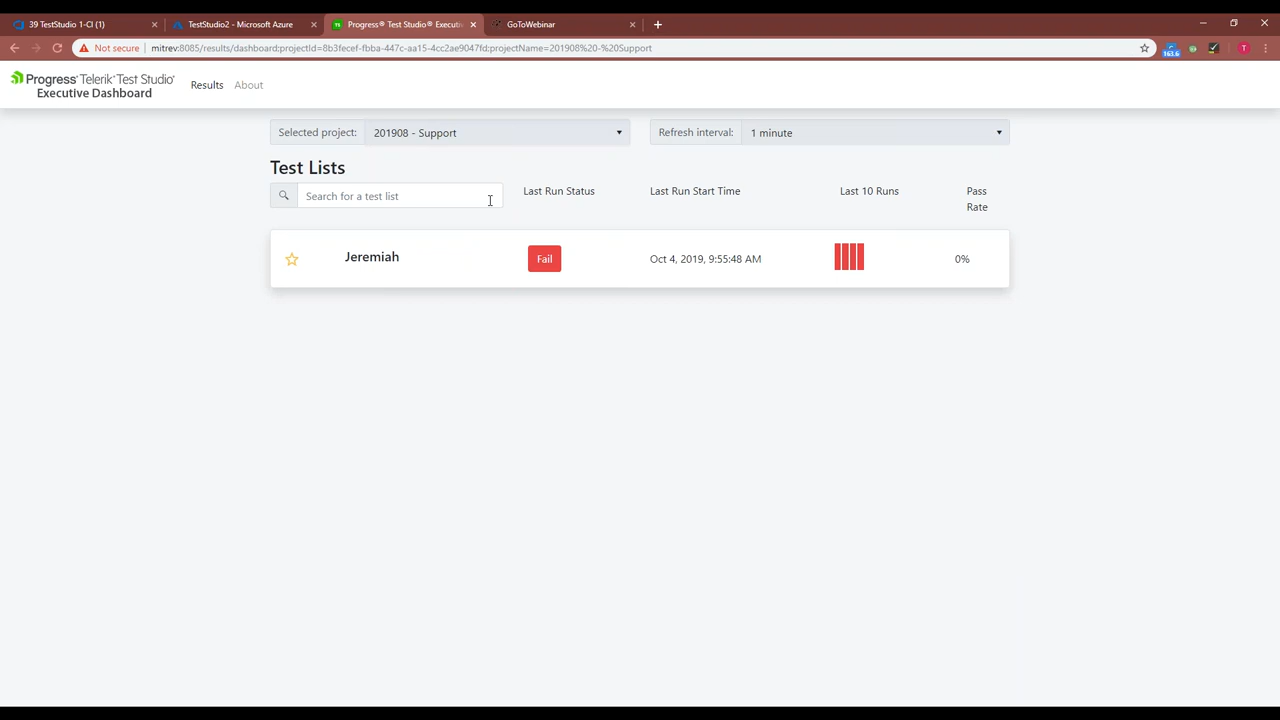 39 TestStudio 1-CI (1)
TestStudio2 - Microsoft Azure
Progress® Test Studio® Executi
GoToWebinar
Not secure
mitrev:8085/results/dashboard;projectId=8b3fecef-fbba-447c-aa15-4cc2ae9047fd;projectName=201908%20-%20Support
163.6
T
Progress® Telerik® Test Studio®
Executive Dashboard
Results
About
Selected project:
201908 - Support
Refresh interval:
1 minute
Test Lists
Search for a test list
Last Run Status
Last Run Start Time
Last 10 Runs
Pass
Rate
Jeremiah
Fail
Oct 4, 2019, 9:55:48 AM
0%